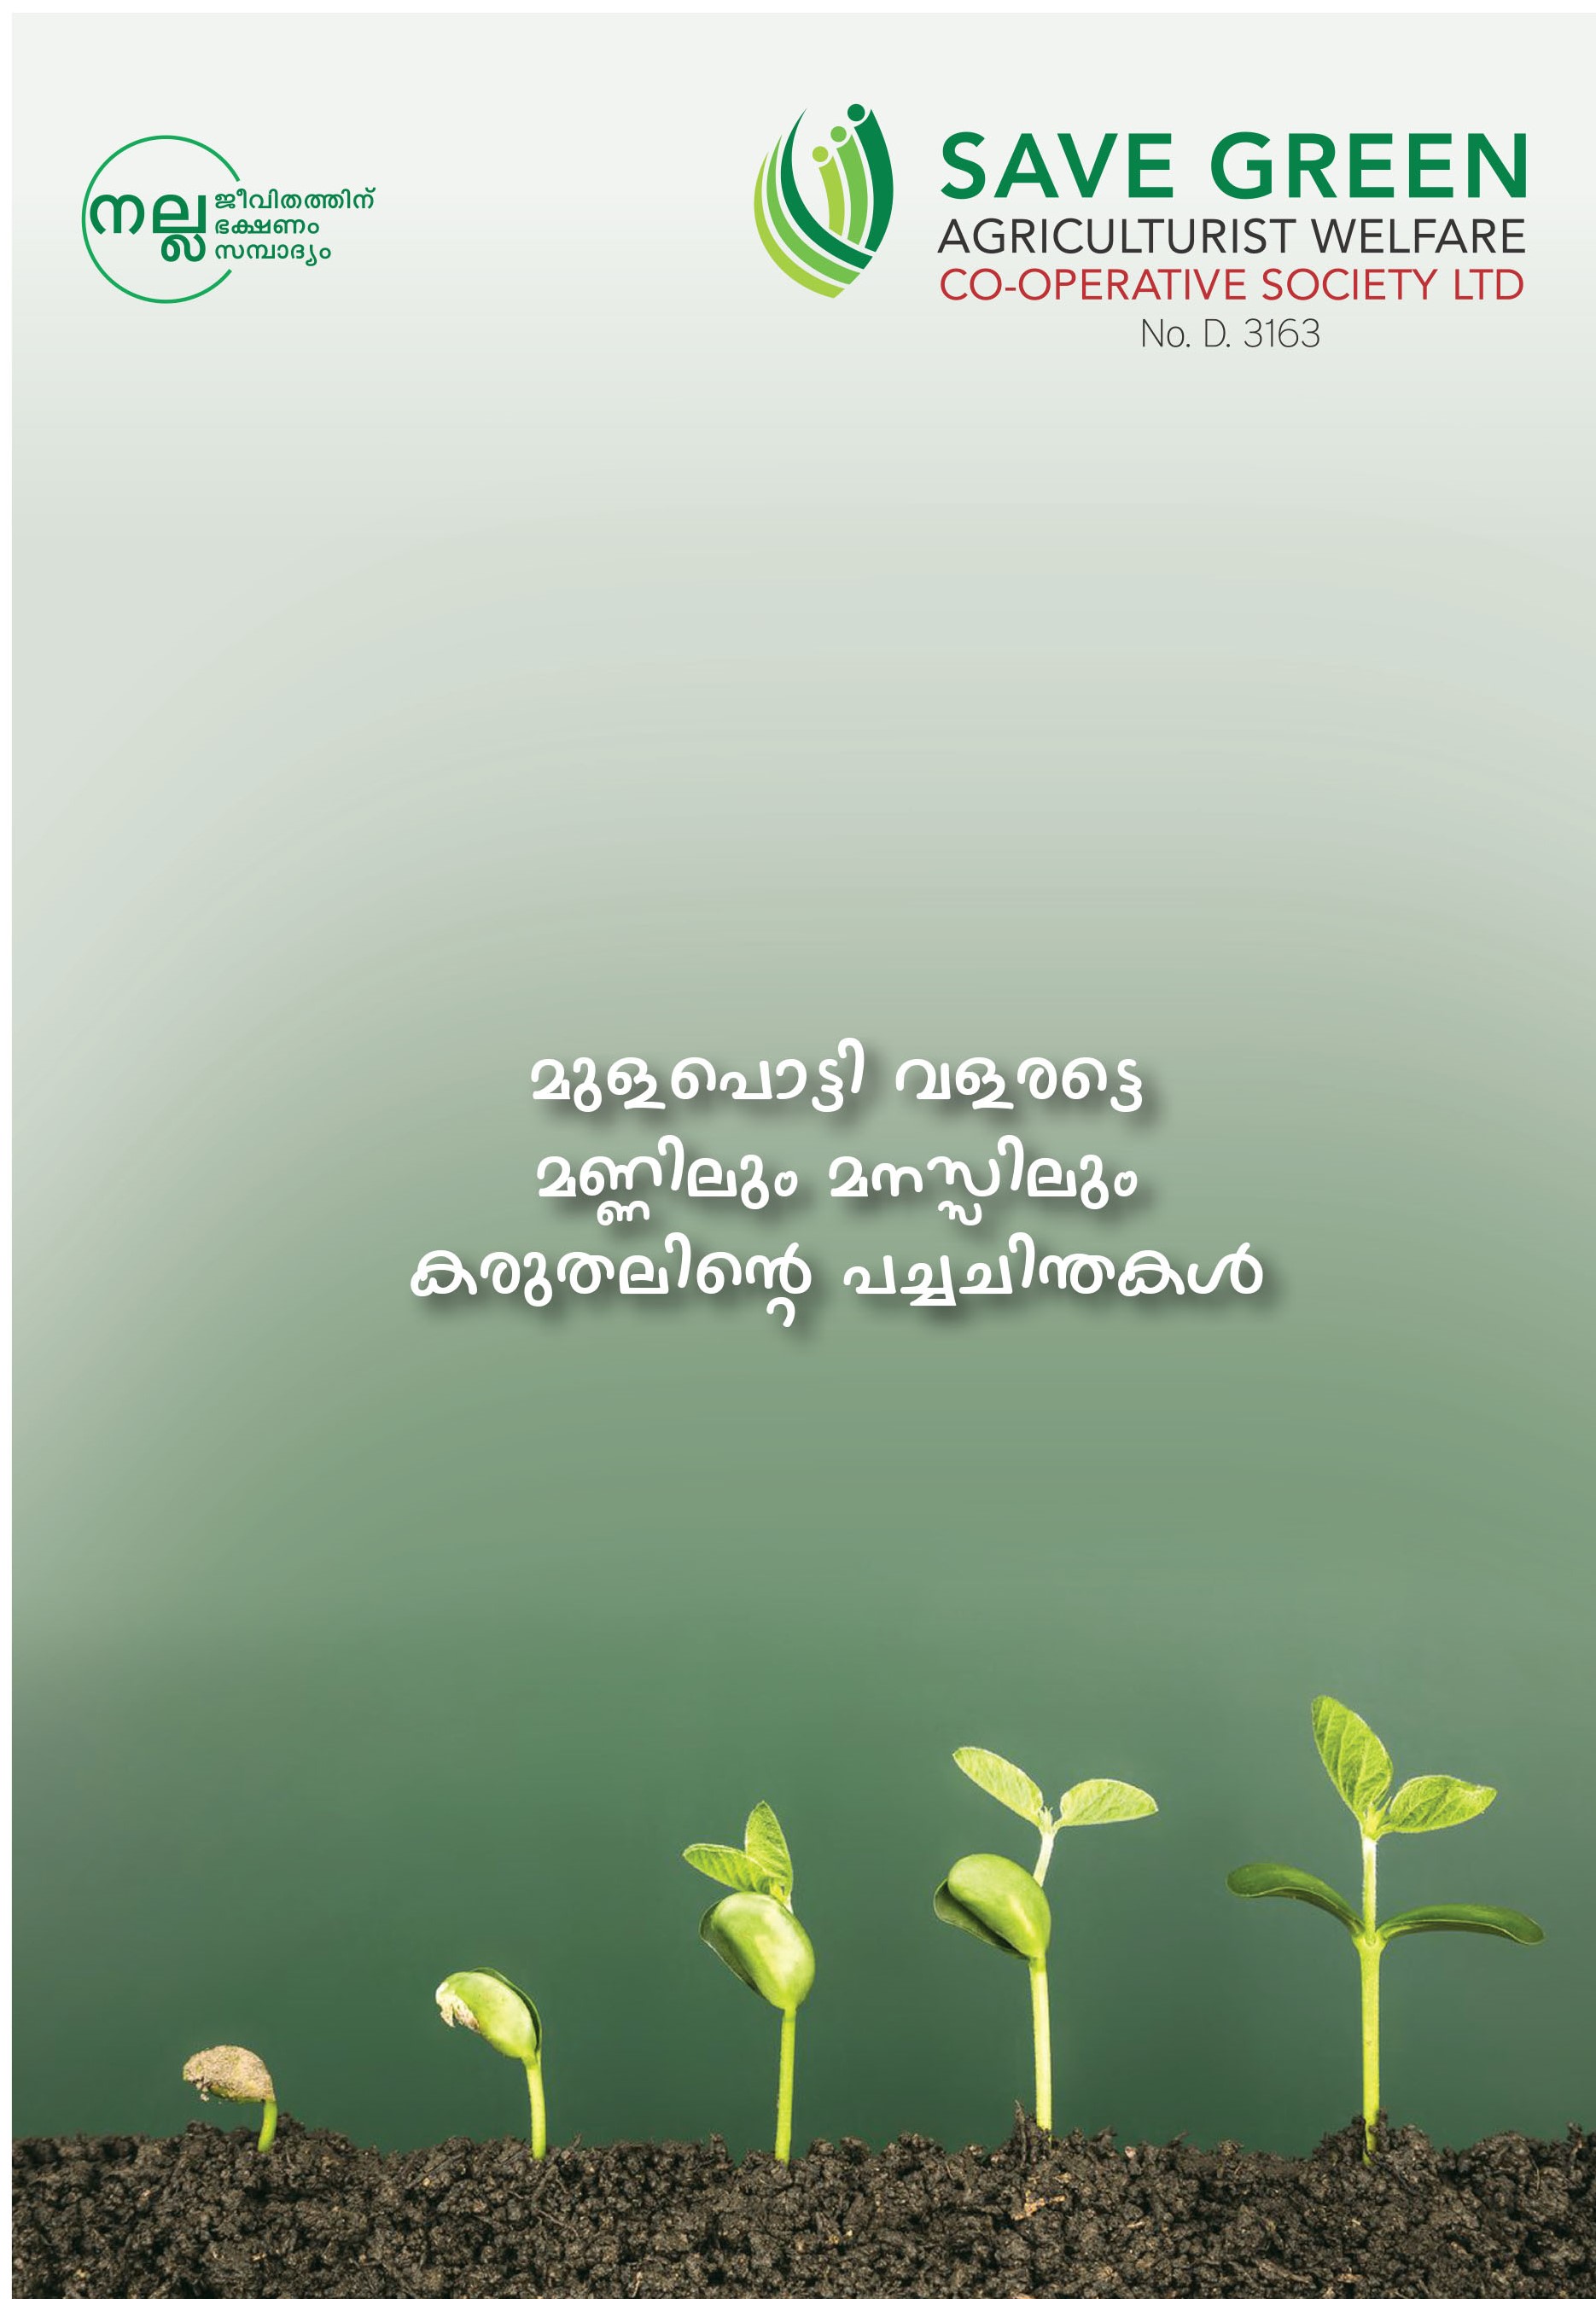 നല്ല ജീവിതത്തിന്
ഭക്ഷണം
സമ്പാദ്യം
SAVE GREEN
AGRICULTURIST WELFARE
CO-OPERATIVE SOCIETY LTD
No. D. 3163
മുളപൊട്ടി വളരട്ടെ
മണ്ണിലും മനസ്സിലും
കരുതലിന്റെ പച്ചചിന്തകൾ